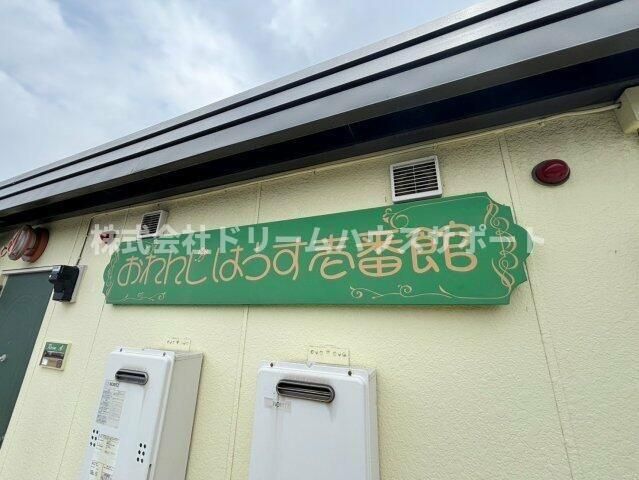 株式会社ドリームハウスサポート
おれんじはうす壱番館